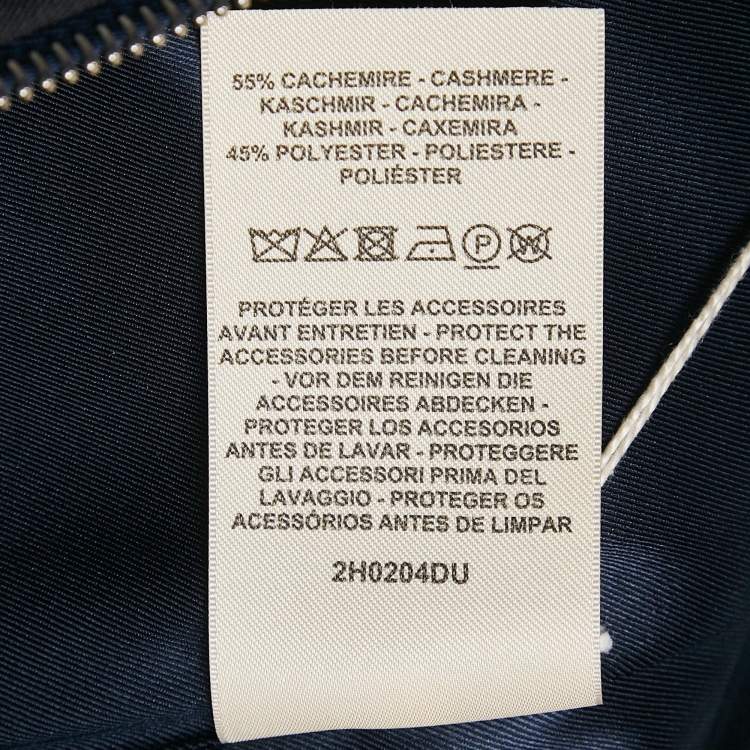 55% CACHEMIRE - CASHMERE -
KASCHMIR - CACHEMIRA -
KASHMIR - CAXEMIRA
45% POLYESTER - POLIESTERE -
POLIÉSTER
P W
PROTÉGER LES ACCESSOIRES
AVANT ENTRETIEN - PROTECT THE
ACCESSORIES BEFORE CLEANING
- VOR DEM REINIGEN DIE
ACCESSOIRES ABDECKEN -
PROTEGER LOS ACCESORIOS
ANTES DE LAVAR - PROTEGGERE
GLI ACCESSORI PRIMA DEL
LAVAGGIO - PROTEGER OS
ACESSÓRIOS ANTES DE LIMPAR
2H0204DU